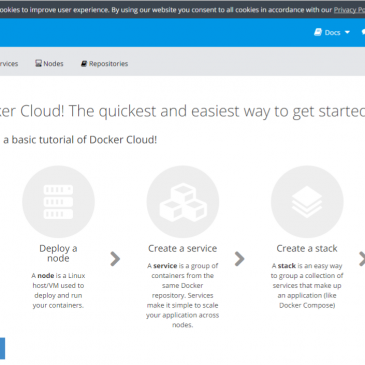 ookies to improve user experience. By using our website you consent to all cookies in accordance with our Privacy Po
Docs
rvices Nodes Repositories
er Cloud! The quickest and easiest way to get started
a basic tutorial of Docker Cloud!
Deploy a
node
A node is a Linux
host/VM used to
deploy and run
your containers.
Create a service
A service is a group of
containers from the
same Docker
repository. Services
make it simple to scale
your application across
nodes.
Create a stack
A stack is an easy way
to group a collection of
services that make up
an application (like
Docker Compose)